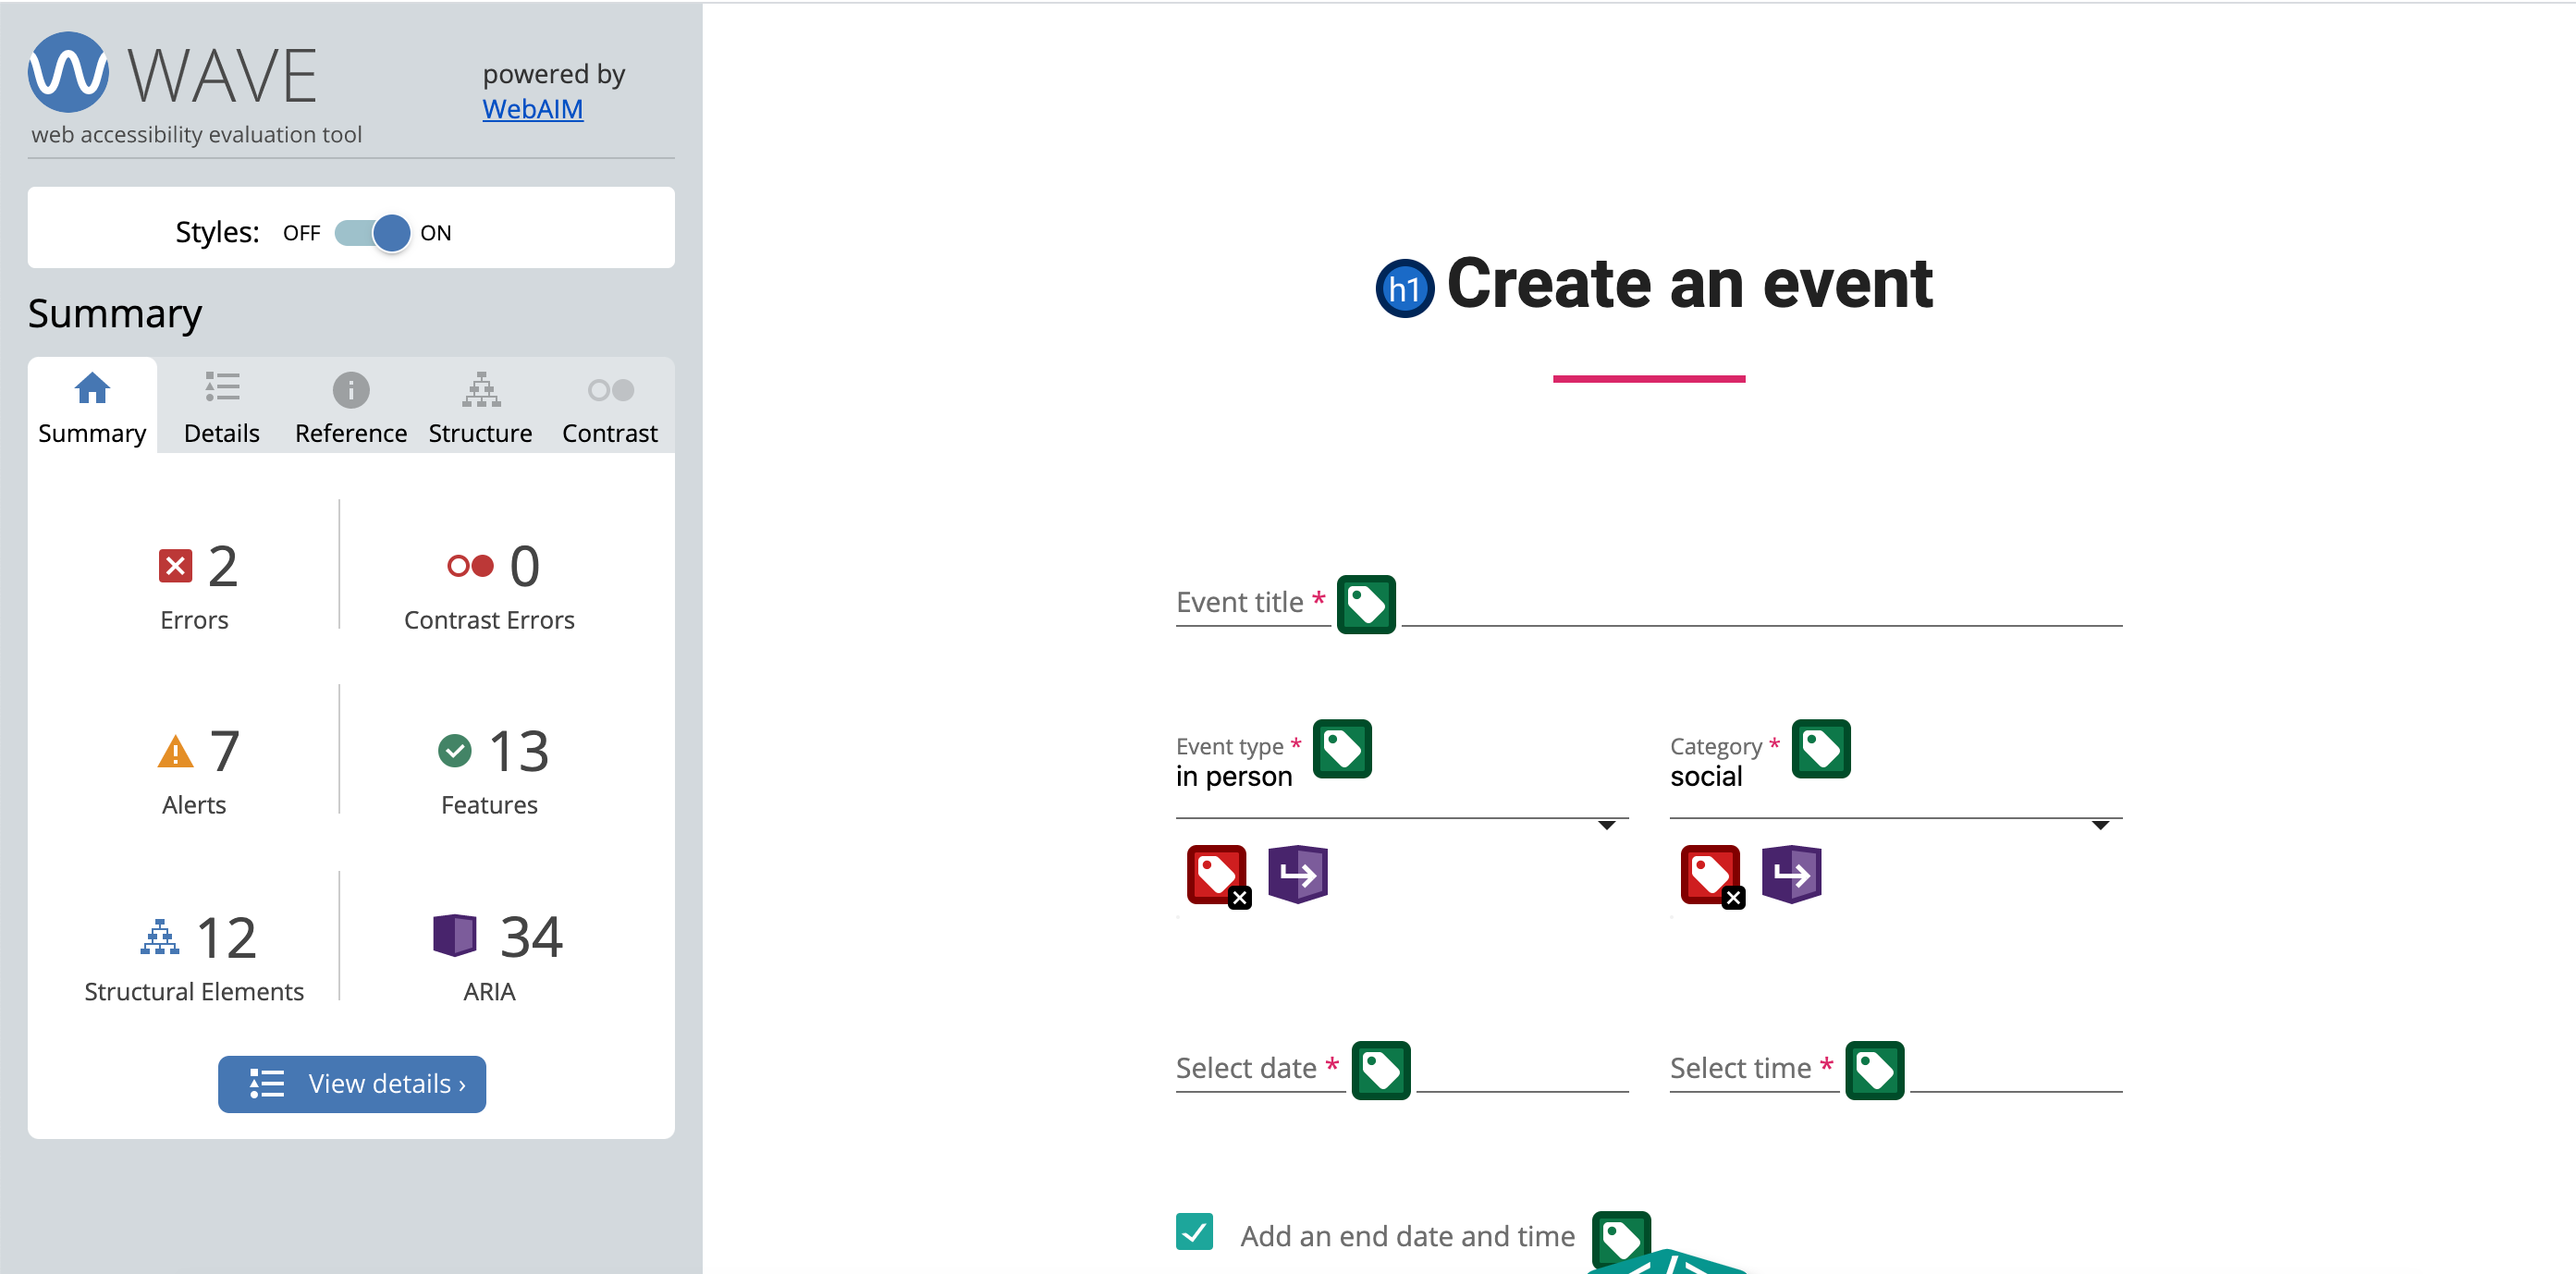 WAVE
powered by
WebAIM
web accessibility evaluation tool
Styles: OFF ON
Summary
Summary Details Reference Structure Contrast
2
Errors
0
Contrast Errors
7
Alerts
13
Features
12
Structural Elements
34
ARIA
View details ›
h1 Create an event
Event title *
Event type *
in person
Category *
social
Select date *
Select time *
Add an end date and time